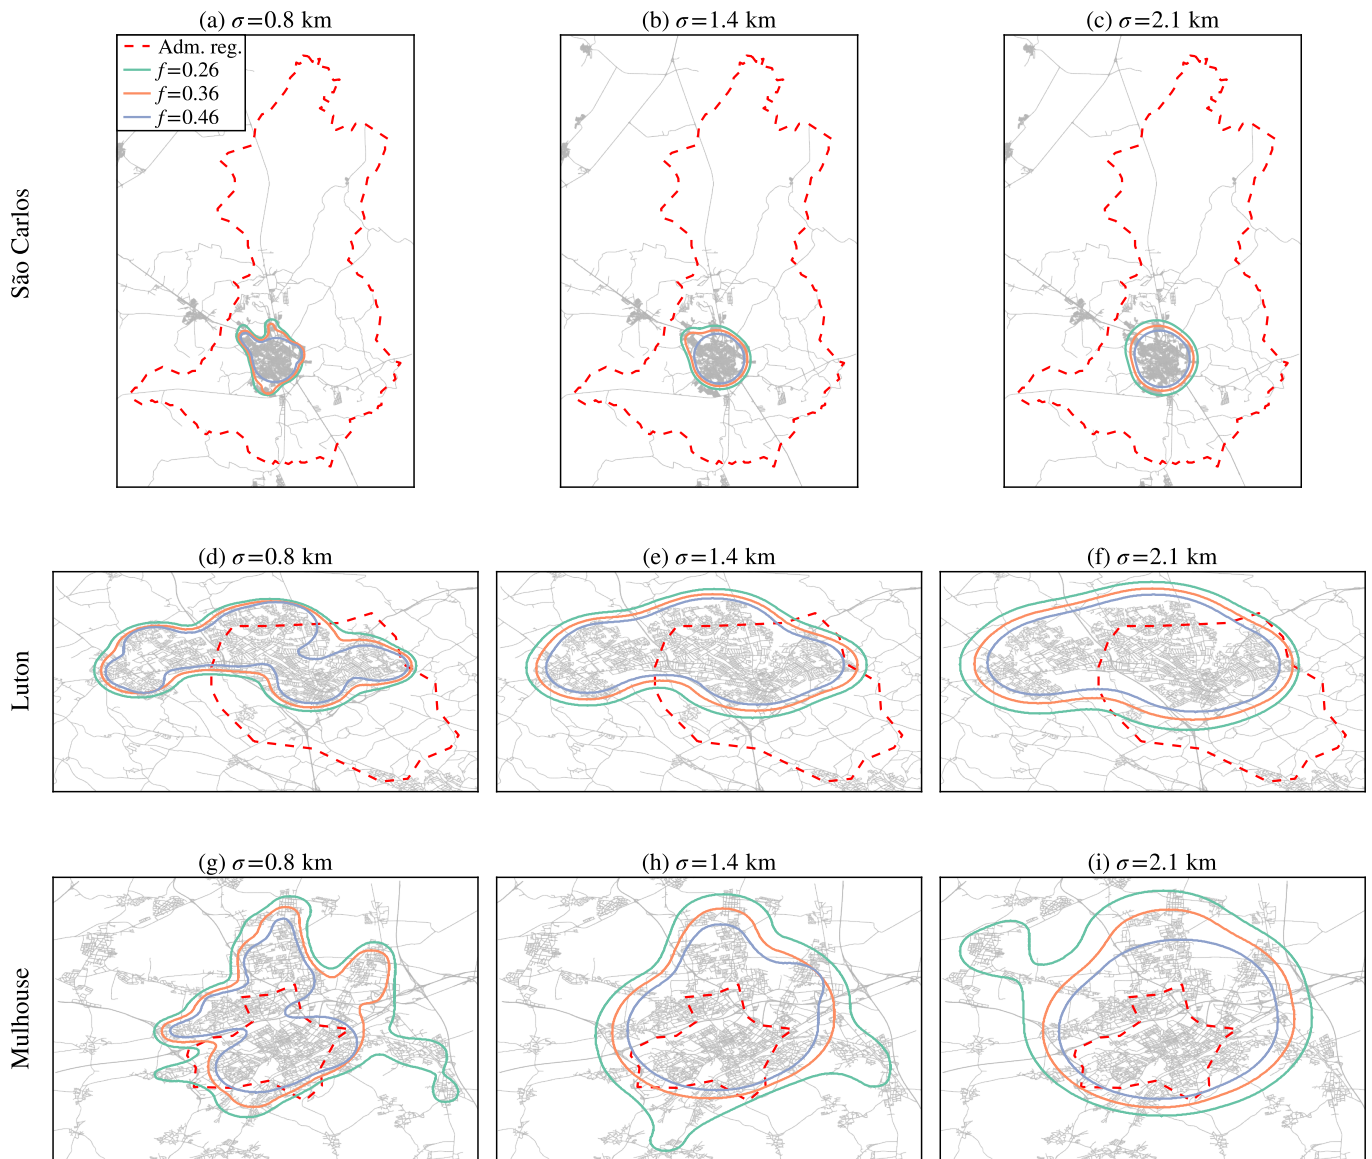 (a) σ=0.8 km
(b) σ=1.4 km
(c) σ=2.1 km
Adm. reg.
f=0.26
f=0.36
f=0.46
São Carlos
(d) σ=0.8 km
(e) σ=1.4 km
(f) σ=2.1 km
Luton
(g) σ=0.8 km
(h) σ=1.4 km
(i) σ=2.1 km
Mulhouse